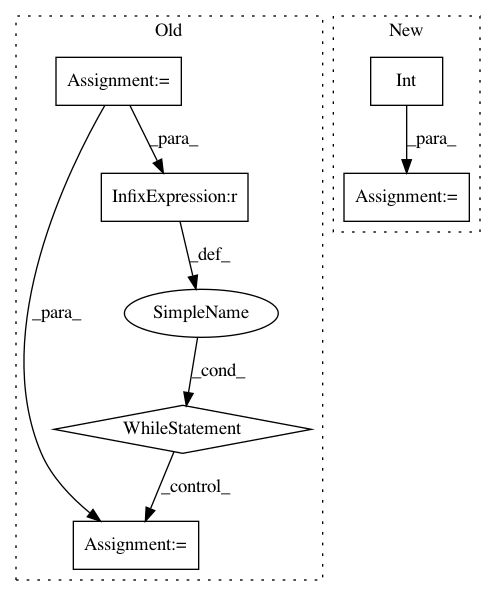 Old
New
Assignment:=
Int
_para_
_para_
InfixExpression:r
Assignment:=
_def_
_para_
SimpleName
_cond_
WhileStatement
_control_
Assignment:=